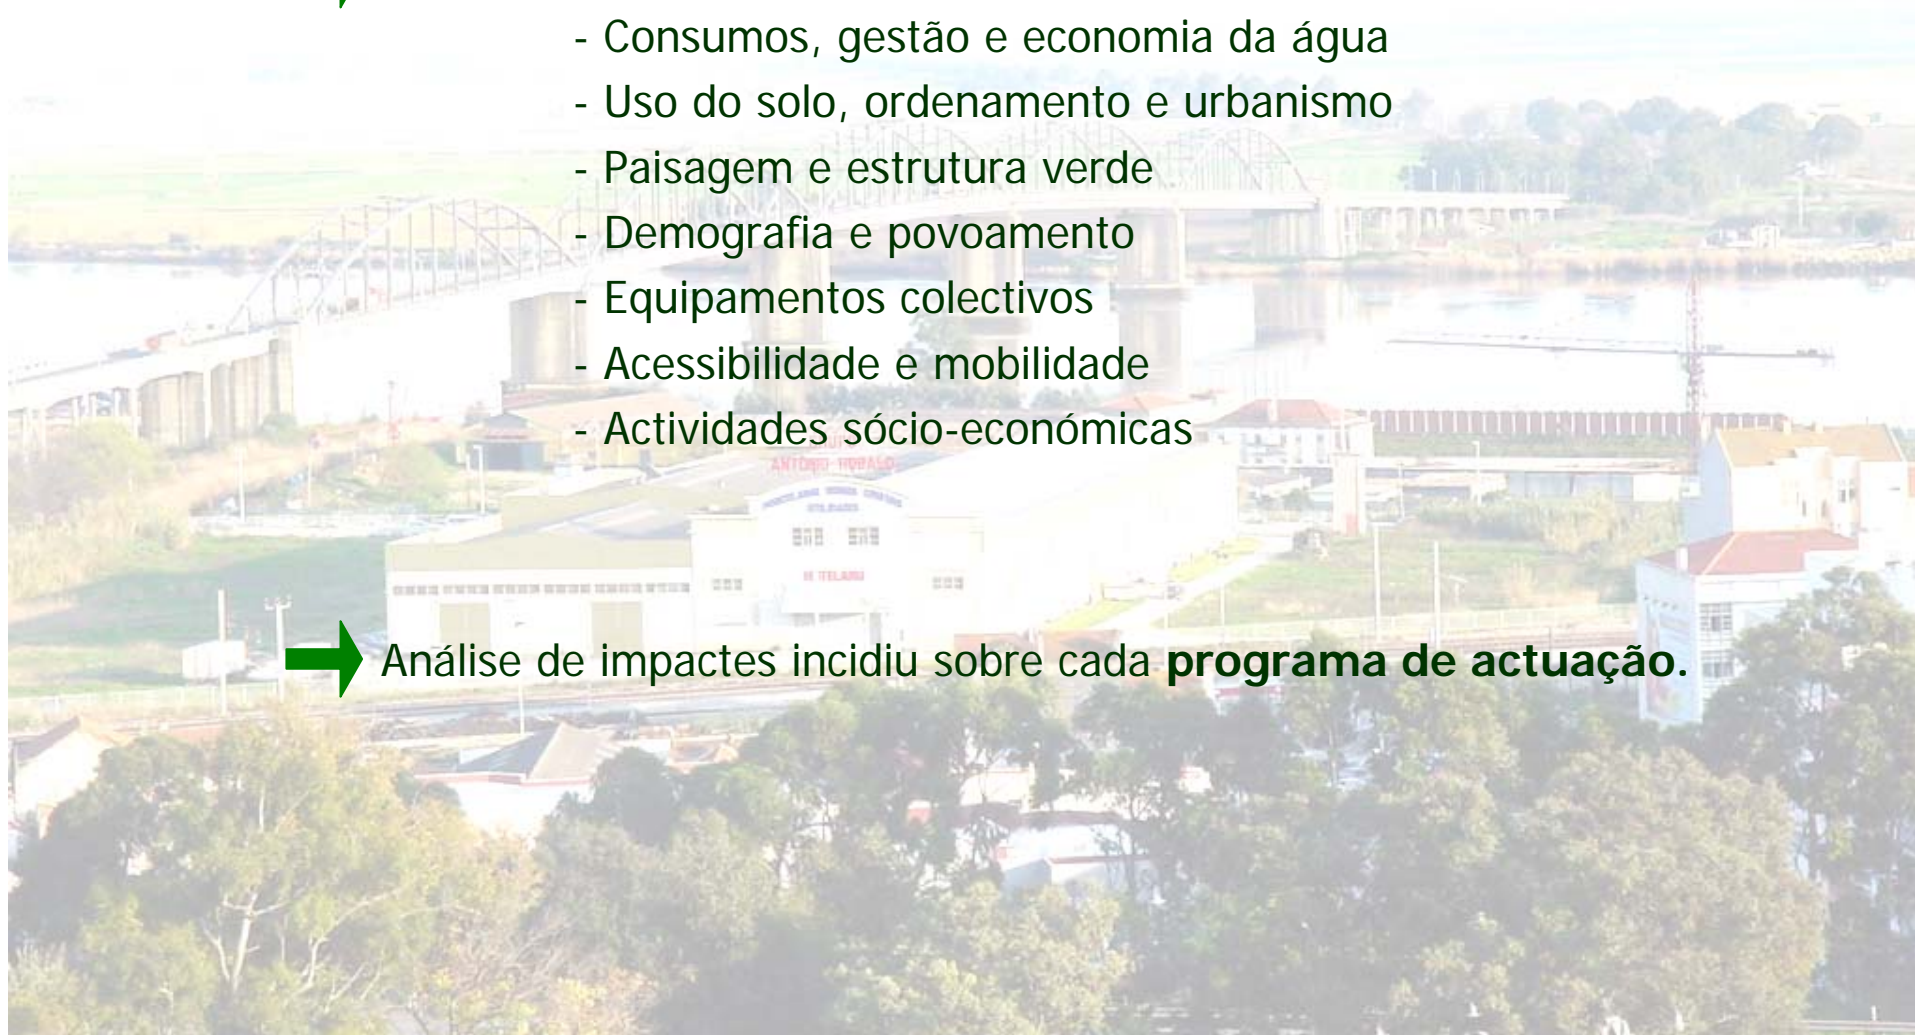 - Consumos, gestão e economia da água
- Uso do solo, ordenamento e urbanismo
- Paisagem e estrutura verde
- Demografia e povoamento
- Equipamentos colectivos
- Acessibilidade e mobilidade
- Actividades sócio-económicas
Análise de impactes incidiu sobre cada programa de actuação.